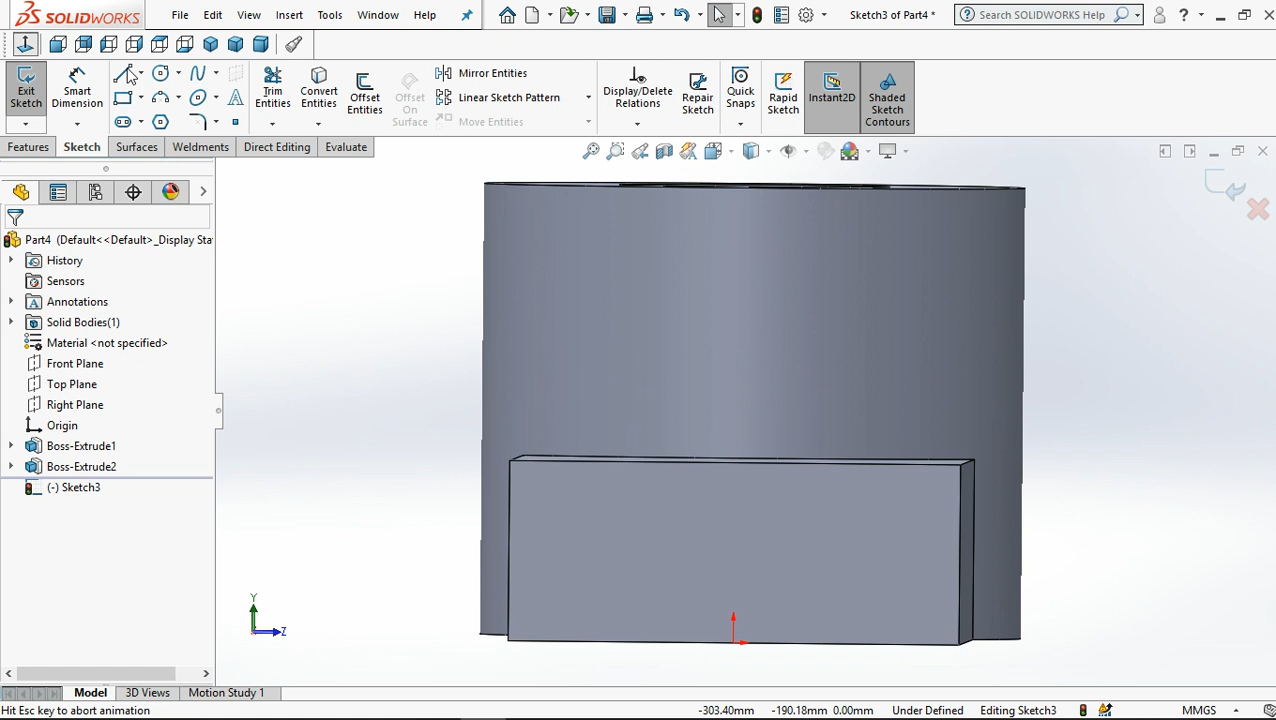 SOLIDWORKS File Edit View Insert Tools Window Help Sketch3 of Part4 * Search SOLIDWORKS Help ?
Exit Sketch
Smart Dimension
Trim Entities
Convert Entities
Offset Entities
Offset On Surface
Mirror Entities
Linear Sketch Pattern
Move Entities
Display/Delete Relations
Repair Sketch
Quick Snaps
Rapid Sketch
Instant2D
Shaded Sketch Contours
Features Sketch Surfaces Weldments Direct Editing Evaluate
Part4 (Default<<Default>_Display Sta
History
Sensors
Annotations
Solid Bodies(1)
Material <not specified>
Front Plane
Top Plane
Right Plane
Origin
Boss-Extrude1
Boss-Extrude2
(-) Sketch3
Y
Z
Model 3D Views Motion Study 1
Hit Esc key to abort animation -303.40mm -190.18mm 0.00mm Under Defined Editing Sketch3 MMGS